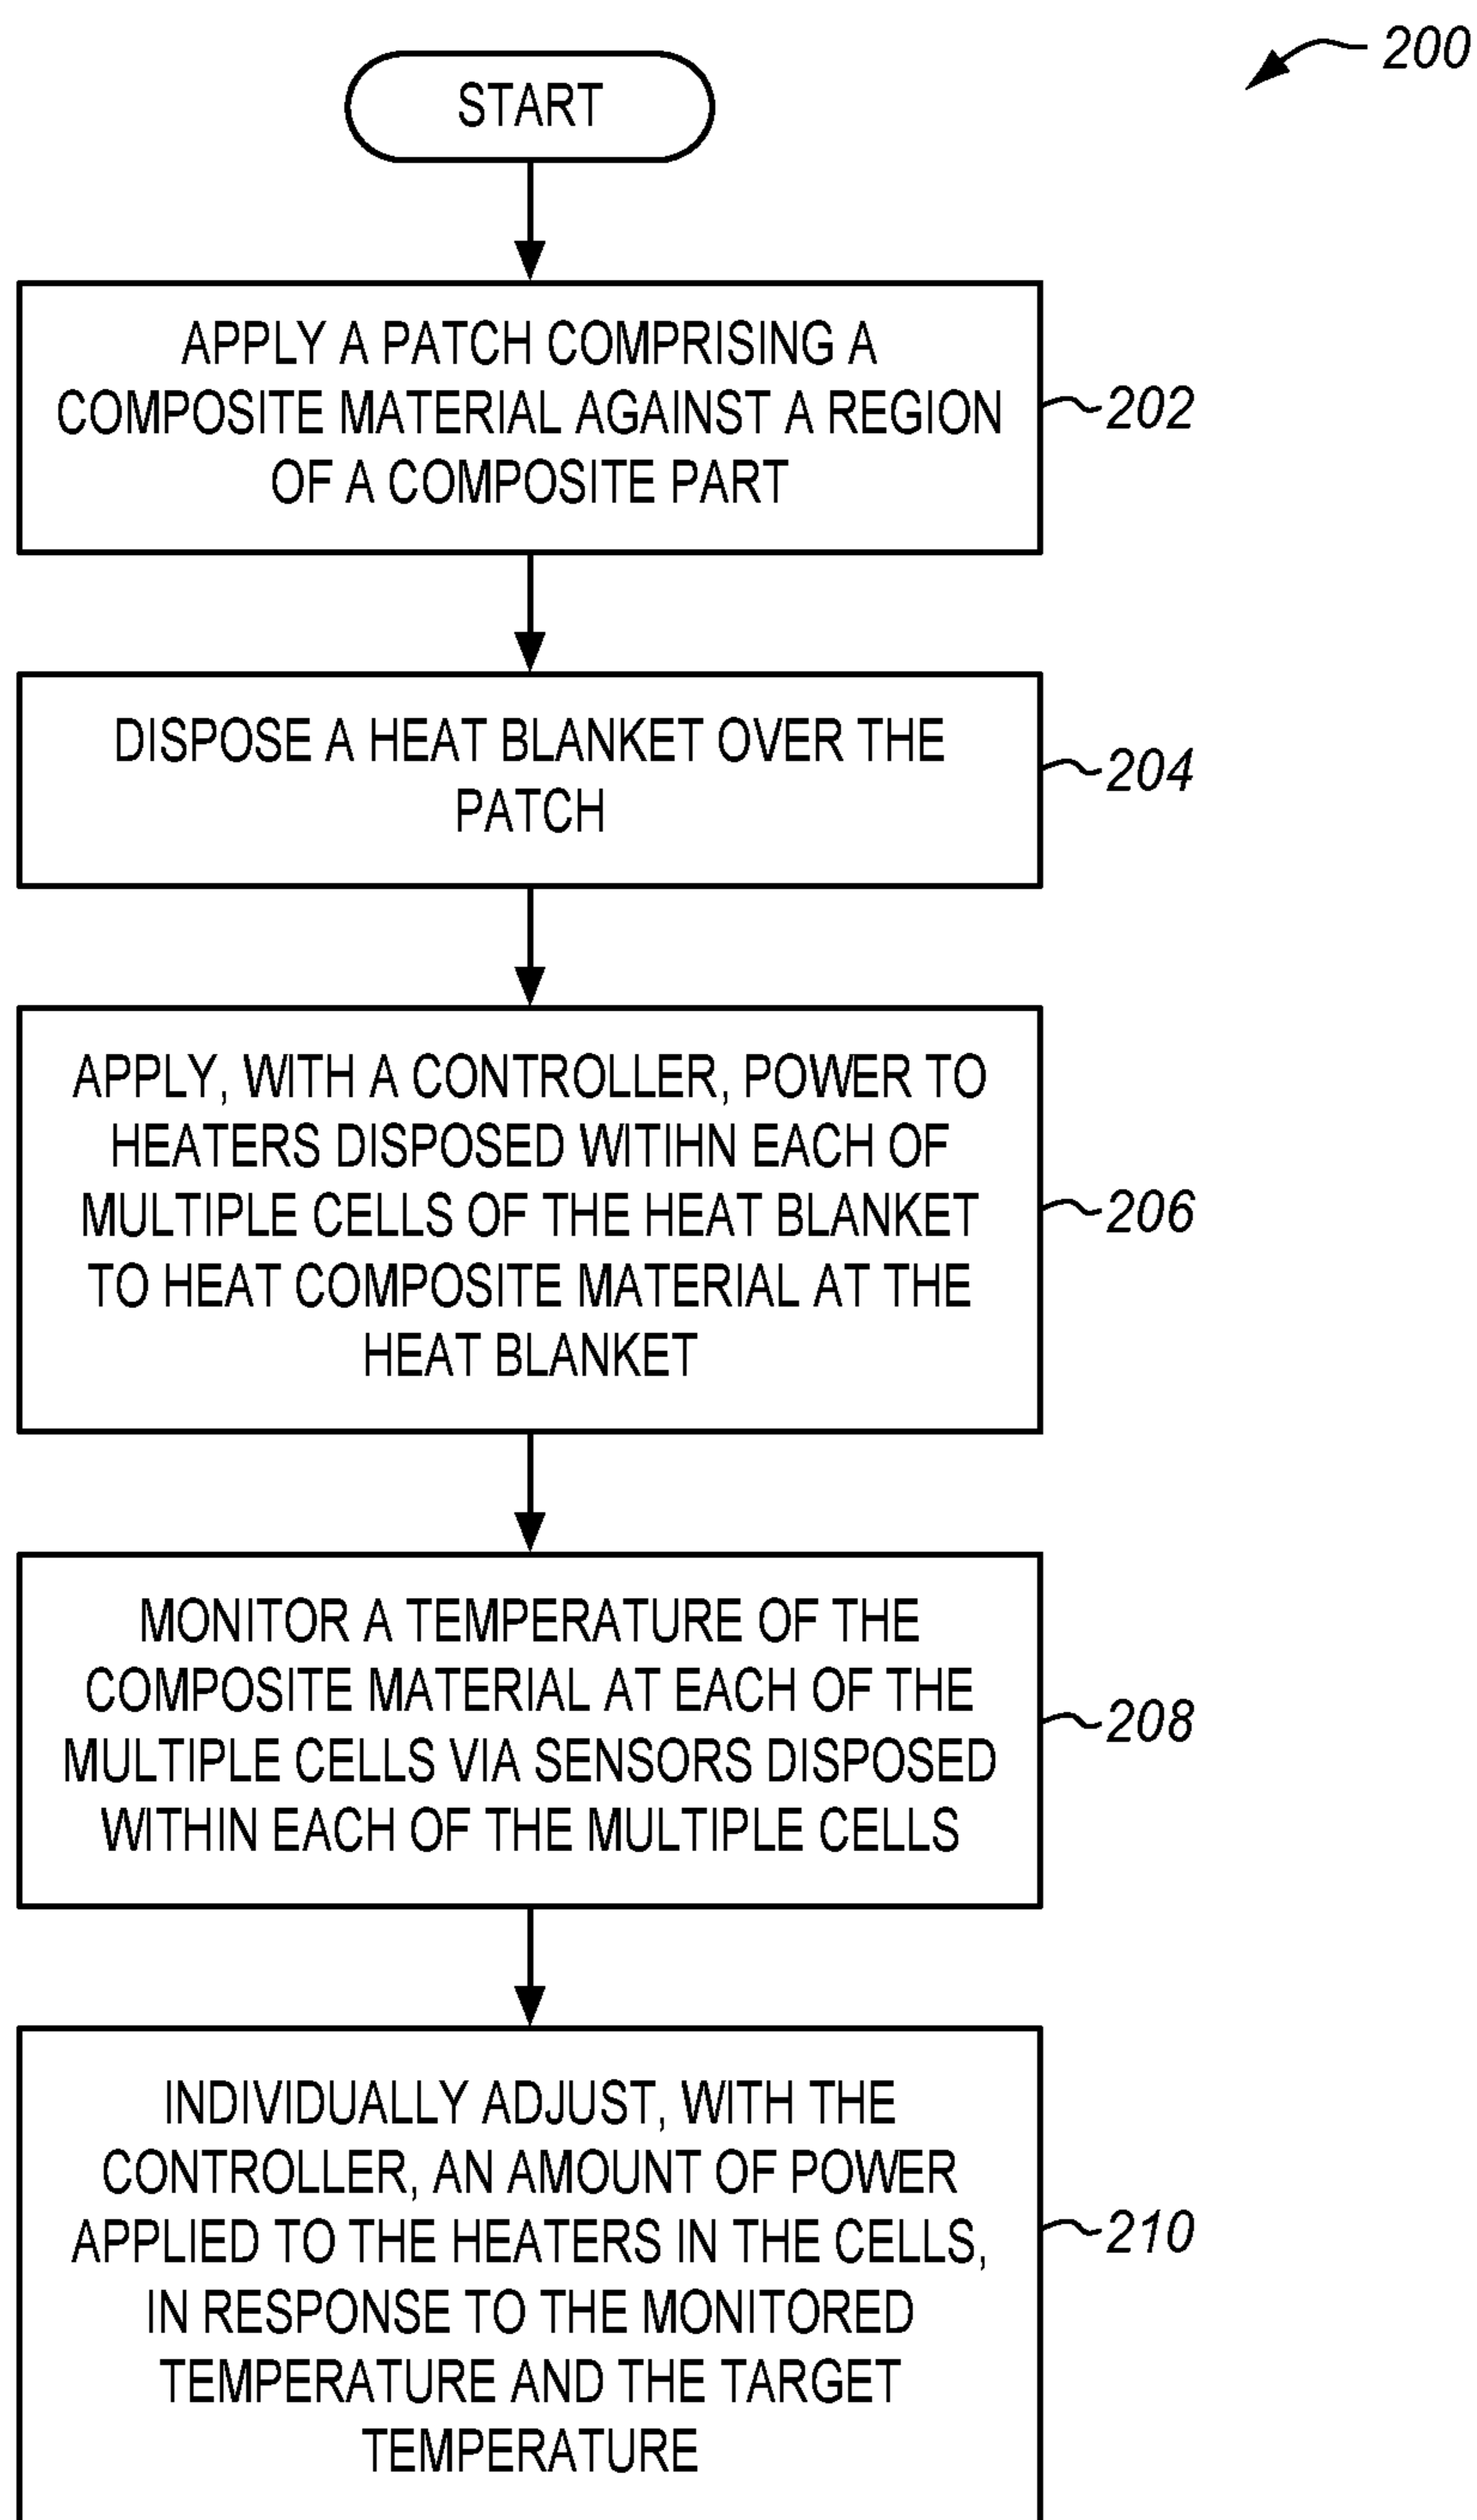 200
START
APPLY A PATCH COMPRISING A
COMPOSITE MATERIAL AGAINST A REGION
OF A COMPOSITE PART
202
DISPOSE A HEAT BLANKET OVER THE
PATCH
204
APPLY, WITH A CONTROLLER, POWER TO
HEATERS DISPOSED WITIHN EACH OF
MULTIPLE CELLS OF THE HEAT BLANKET
TO HEAT COMPOSITE MATERIAL AT THE
HEAT BLANKET
206
MONITOR A TEMPERATURE OF THE
COMPOSITE MATERIAL AT EACH OF THE
MULTIPLE CELLS VIA SENSORS DISPOSED
WITHIN EACH OF THE MULTIPLE CELLS
208
INDIVIDUALLY ADJUST, WITH THE
CONTROLLER, AN AMOUNT OF POWER
APPLIED TO THE HEATERS IN THE CELLS,
IN RESPONSE TO THE MONITORED
TEMPERATURE AND THE TARGET
TEMPERATURE
210